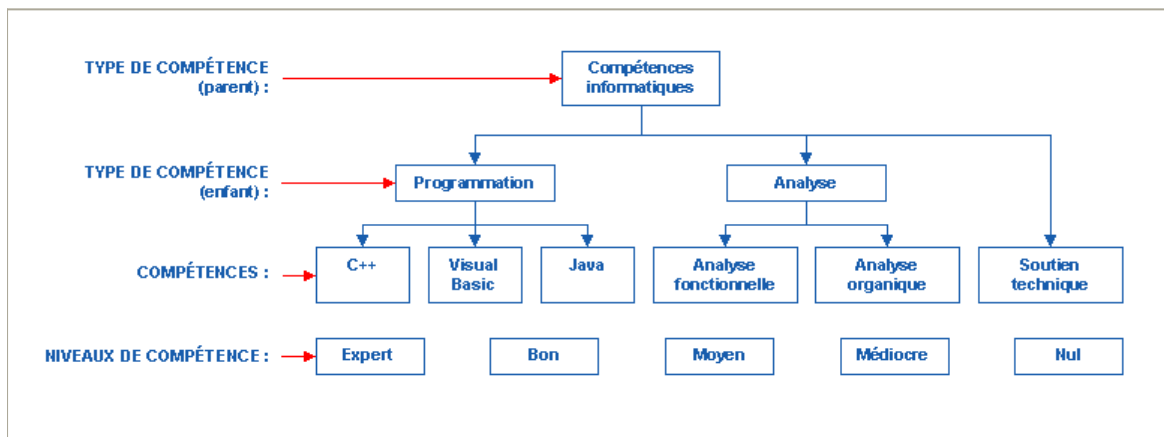 TYPE DE COMPÉTENCE
(parent) :
Compétences
informatiques
TYPE DE COMPÉTENCE
(enfant) :
Programmation
Analyse
COMPÉTENCES :
C++
Visual
Basic
Java
Analyse
fonctionnelle
Analyse
organique
Soutien
technique
NIVEAUX DE COMPÉTENCE :
Expert
Bon
Moyen
Médiocre
Nul